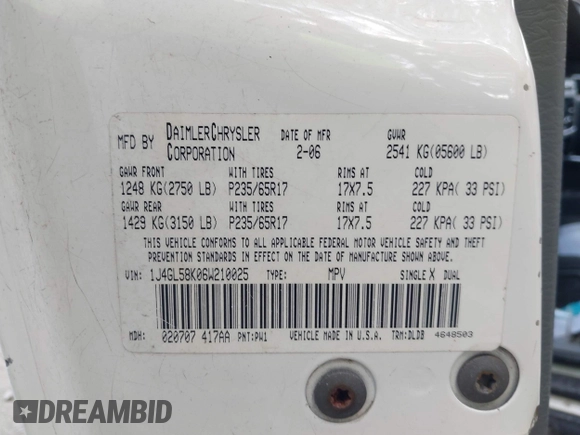 MFD BY DAIMLERCHRYSLER CORPORATION DATE OF MFR 2-06 GVWR 2541 KG(05600 LB)
GAWR FRONT WITH TIRES RIMS AT COLD
1248 KG(2750 LB) P235/65R17 17X7.5 227 KPA( 33 PSI)
GAWR REAR WITH TIRES RIMS AT COLD
1429 KG(3150 LB) P235/65R17 17X7.5 227 KPA( 33 PSI)
THIS VEHICLE CONFORMS TO ALL APPLICABLE FEDERAL MOTOR VEHICLE SAFETY AND THEFT
PREVENTION STANDARDS IN EFFECT ON THE DATE OF MANUFACTURE SHOWN ABOVE.
VIN: 1J4GL58K06W210025 TYPE: MPV SINGLE X DUAL
MDH: 020707 417AA PNT:PW1 VEHICLE MADE IN U.S.A. TRM:DLDB 4648503
DREAMBID